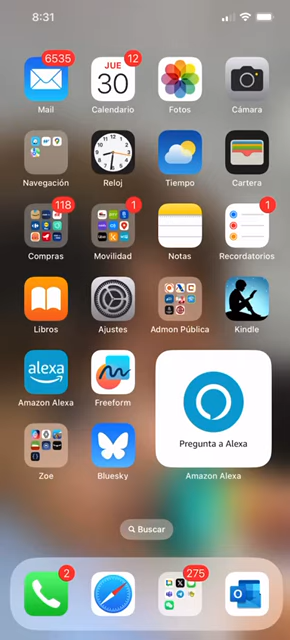 8:31
6535
JUE
12
30
Mail
Calendario
Fotos
Cámara
Navegación
Reloj
Tiempo
Cartera
118
1
1
Compras
Movilidad
Notas
Recordatorios
Libros
Ajustes
Admon Pública
Kindle
alexa
Pregunta a Alexa
Amazon Alexa
Freeform
Zoe
Bluesky
Amazon Alexa
Buscar
2
275